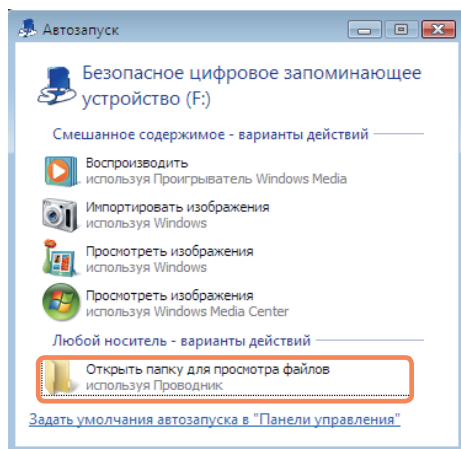 Автозапуск
Безопасное цифровое запоминающее
устройство (F:)
Смешанное содержимое - варианты действий
Воспроизводить
используя Проигрыватель Windows Media
Импортировать изображения
используя Windows
Просмотреть изображения
используя Windows
Просмотреть изображения
используя Windows Media Center
Любой носитель - варианты действий
Открыть папку для просмотра файлов
используя Проводник
Задать умолчания автозапуска в "Панели управления"